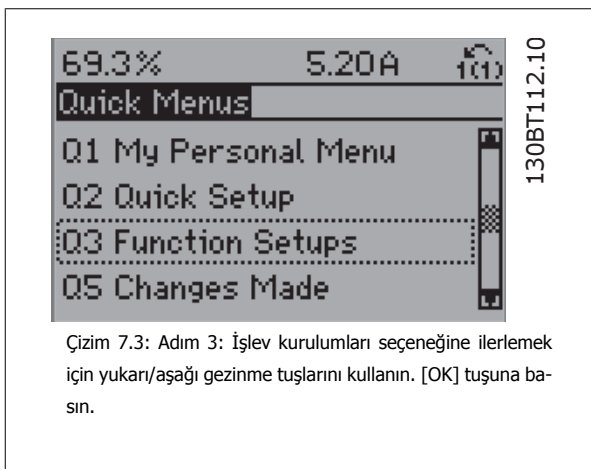 69.3% 5.20A 1(1)
Quick Menus
Q1 My Personal Menu
Q2 Quick Setup
Q3 Function Setups
Q5 Changes Made
130BT112.10
Çizim 7.3: Adım 3: İşlev kurulumları seçeneğine ilerlemek
için yukarı/aşağı gezinme tuşlarını kullanın. [OK] tuşuna ba-
sın.